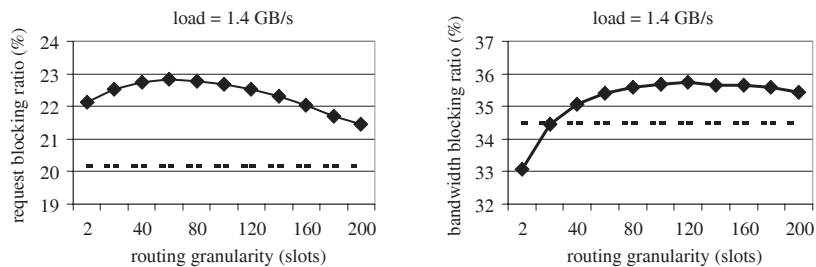 load = 1.4 GB/s
request blocking ratio (%)
24
23
22
21
20
19
2 40 80 120 160 200
routing granularity (slots)
load = 1.4 GB/s
bandwidth blocking ratio (%)
37
36
35
34
33
32
2 40 80 120 160 200
routing granularity (slots)